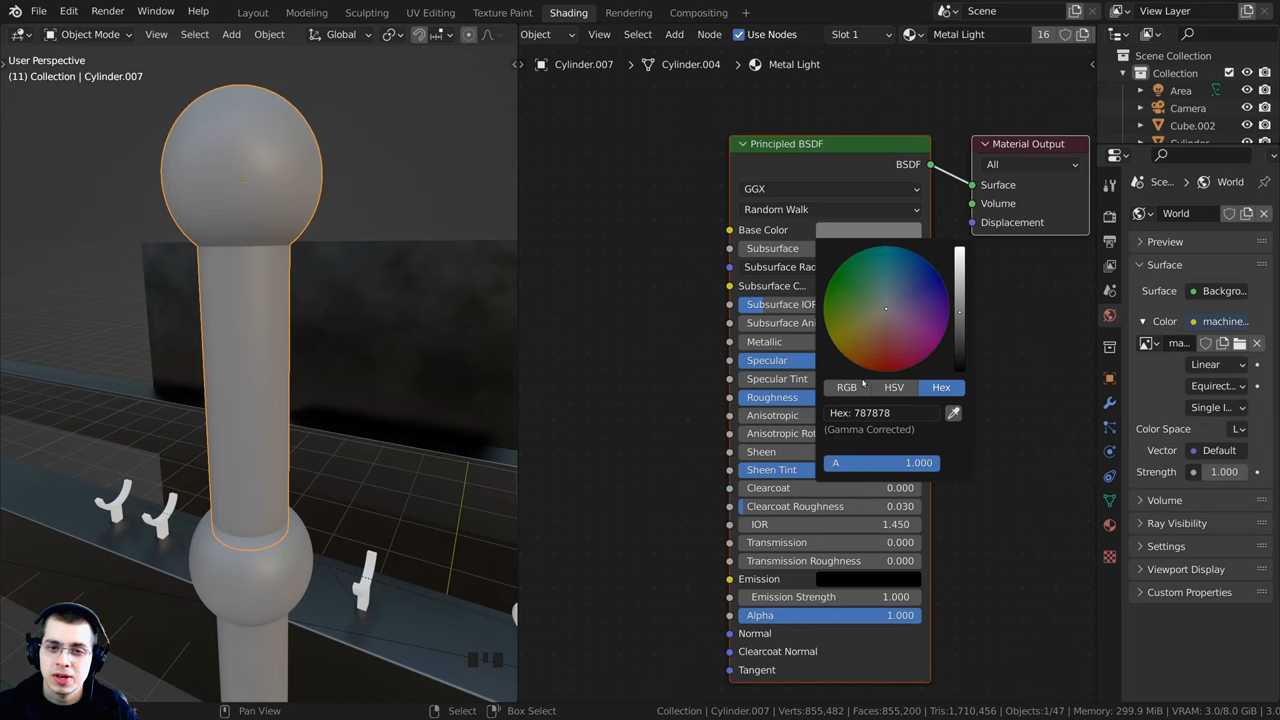 File Edit Render Window Help Layout Modeling Sculpting UV Editing Texture Paint Shading Rendering Compositing Scene View Layer
Object Mode View Select Add Object Global Object View Select Add Node Use Nodes Slot 1 Metal Light 16
User Perspective
(11) Collection | Cylinder.007
Cylinder.007 Cylinder.004 Metal Light
Principled BSDF
BSDF
GGX
Random Walk
Base Color
Subsurface
Subsurface Rad
Subsurface C...
Subsurface IOR
Subsurface Ani
Metallic
Specular
Specular Tint
Roughness
Anisotropic
Anisotropic Rot
Sheen
Sheen Tint
Clearcoat 0.000
Clearcoat Roughness 0.030
IOR 1.450
Transmission 0.000
Transmission Roughness 0.000
Emission
Emission Strength 1.000
Alpha 1.000
Normal
Clearcoat Normal
Tangent
RGB HSV Hex
Hex: 787878
(Gamma Corrected)
A 1.000
Material Output
All
Surface
Volume
Displacement
Scene Collection
Collection
Area
Camera
Cube.002
Sce... World
World
Preview
Surface
Surface Backgro...
Color machine...
ma...
Linear
Equirect...
Single I...
Color Space L
Vector Default
Strength 1.000
Volume
Ray Visibility
Settings
Viewport Display
Custom Properties
Pan View Select Box Select Collection | Cylinder.007 | Verts:855,482 | Faces:855,200 | Tris:1,710,456 | Objects:1/47 | Memory: 299.9 MiB | VRAM: 3.0/8.0 GiB | 3.0